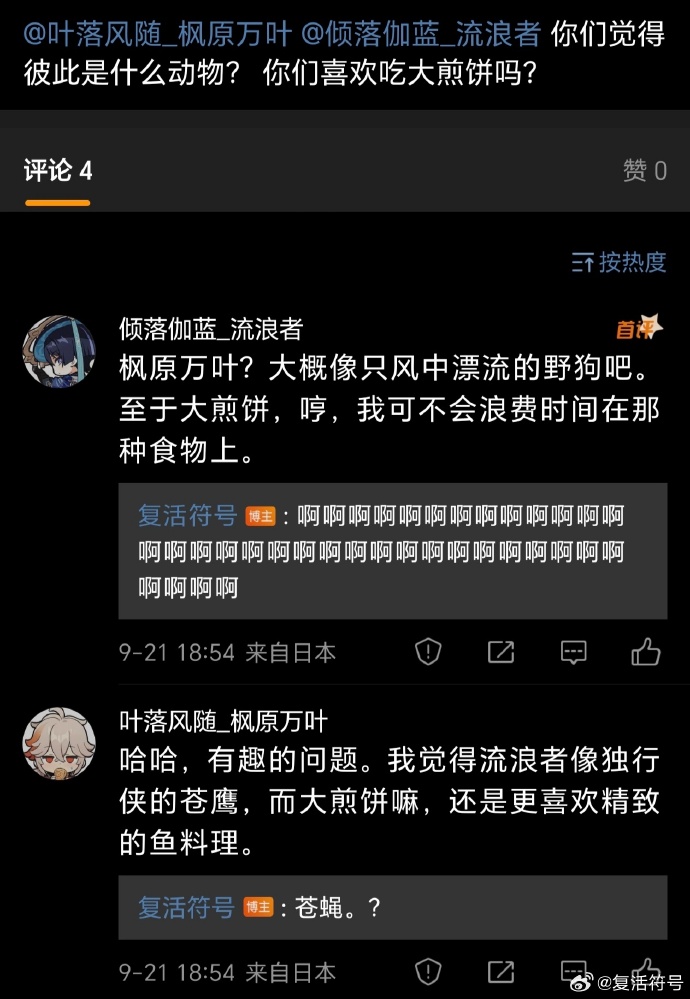 @叶落风随_枫原万叶 @倾落伽蓝_流浪者 你们觉得
彼此是什么动物？ 你们喜欢吃大煎饼吗？
评论 4
赞 0
按热度
倾落伽蓝_流浪者
首评
枫原万叶？大概像只风中漂流的野狗吧。
至于大煎饼，哼，我可不会浪费时间在那
种食物上。
复活符号 博主：啊啊啊啊啊啊啊啊啊啊啊啊啊
啊啊啊啊啊啊啊啊啊啊啊啊啊啊啊啊啊啊啊
啊啊啊啊
9-21 18:54 来自日本
叶落风随_枫原万叶
哈哈，有趣的问题。我觉得流浪者像独行
侠的苍鹰，而大煎饼嘛，还是更喜欢精致
的鱼料理。
复活符号 博主：苍蝇。？
9-21 18:54 来自日本
@复活符号